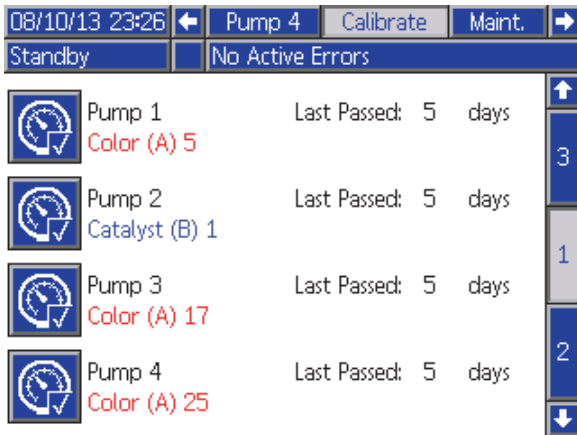 08/10/13 23:26 Pump 4 Calibrate Maint.
Standby No Active Errors
Pump 1 Last Passed: 5 days
Color (A) 5
3
Pump 2 Last Passed: 5 days
Catalyst (B) 1
1
Pump 3 Last Passed: 5 days
Color (A) 17
2
Pump 4 Last Passed: 5 days
Color (A) 25